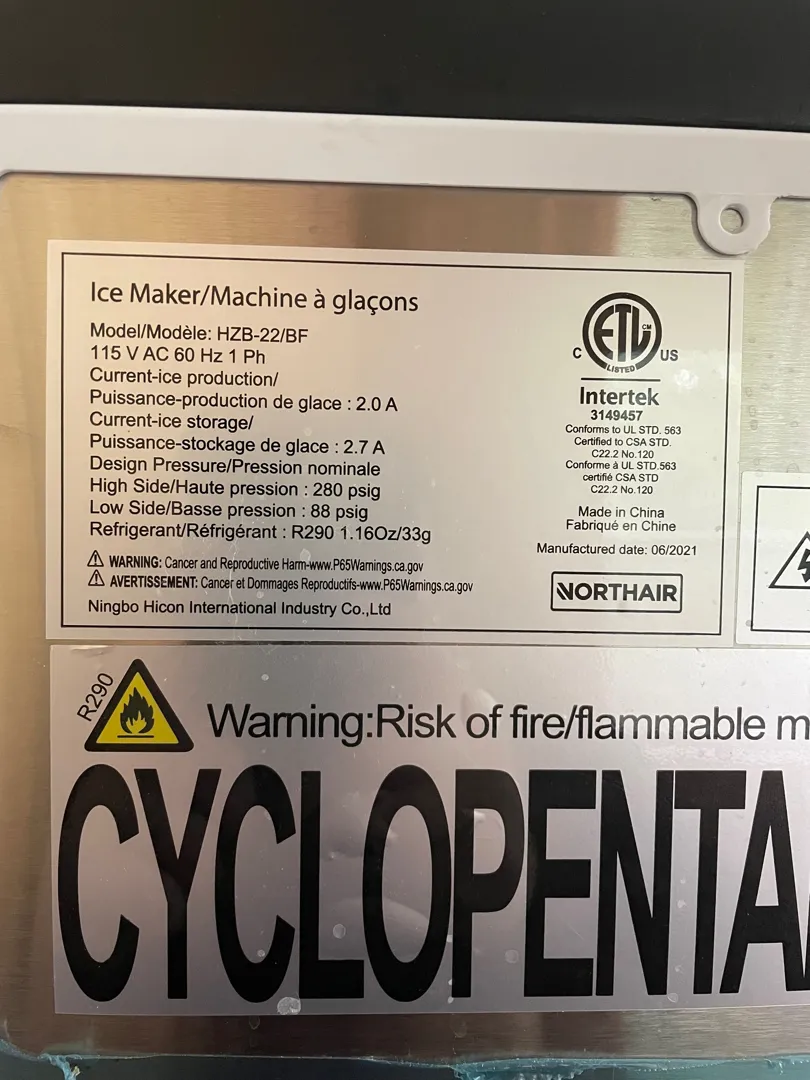 Ice Maker/Machine à glaçons
Model/Modèle: HZB-22/BF
115 V AC 60 Hz 1 Ph
Current-ice production/
Puissance-production de glace : 2.0 A
Current-ice storage/
Puissance-stockage de glace : 2.7 A
Design Pressure/Pression nominale
High Side/Haute pression : 280 psig
Low Side/Basse pression : 88 psig
Refrigerant/Réfrigérant : R290 1.16Oz/33g
WARNING: Cancer and Reproductive Harm-www.P65Warnings.ca.gov
AVERTISSEMENT: Cancer et Dommages Reproductifs-www.P65Warnings.ca.gov
Ningbo Hicon International Industry Co.,Ltd
ETL CM
C US
LISTED
Intertek
3149457
Conforms to UL STD. 563
Certified to CSA STD.
C22.2 No.120
Conforme à UL STD.563
certifié CSA STD
C22.2 No.120
Made in China
Fabriqué en Chine
Manufactured date: 06/2021
NORTHAIR
R290
Warning:Risk of fire/flammable m
CYCLOPENTA